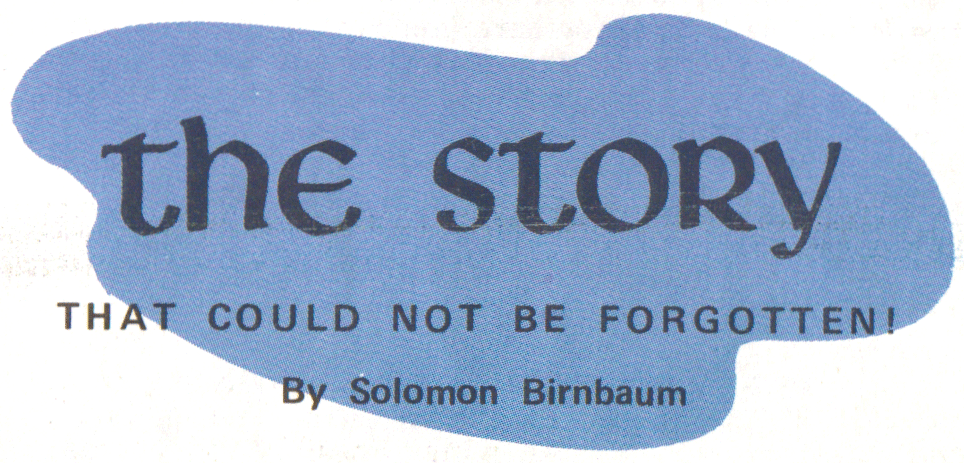 the story
THAT COULD NOT BE FORGOTTEN!
By Solomon Birnbaum